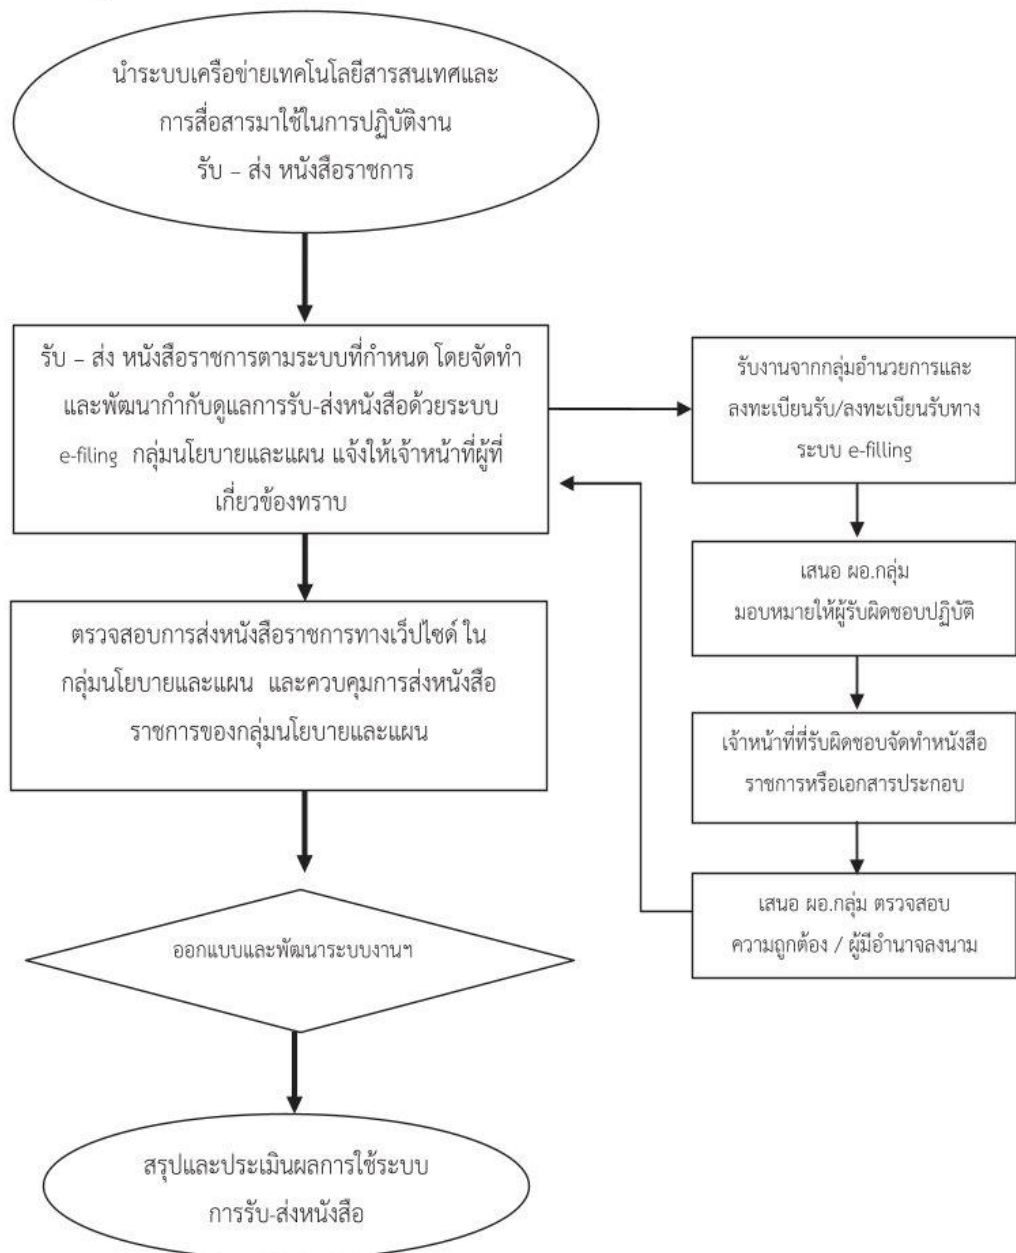 นำระบบเครือข่ายเทคโนโลยีสารสนเทศและ
การสื่อสารมาใช้ในการปฏิบัติงาน
รับ – ส่ง หนังสือราชการ
รับ – ส่ง หนังสือราชการตามระบบที่กำหนด โดยจัดทำ
และพัฒนากำกับดูแลการรับ-ส่งหนังสือด้วยระบบ
e-filing กลุ่มนโยบายและแผน แจ้งให้เจ้าหน้าที่ผู้ที่
เกี่ยวข้องทราบ
รับงานจากกลุ่มอำนวยการและ
ลงทะเบียนรับ/ลงทะเบียนรับทาง
ระบบ e-filling
เสนอ ผอ.กลุ่ม
มอบหมายให้ผู้รับผิดชอบปฏิบัติ
เจ้าหน้าที่ที่รับผิดชอบจัดทำหนังสือ
ราชการหรือเอกสารประกอบ
เสนอ ผอ.กลุ่ม ตรวจสอบ
ความถูกต้อง / ผู้มีอำนาจลงนาม
ตรวจสอบการส่งหนังสือราชการทางเว็ปไซด์ ใน
กลุ่มนโยบายและแผน และควบคุมการส่งหนังสือ
ราชการของกลุ่มนโยบายและแผน
ออกแบบและพัฒนาระบบงานฯ
สรุปและประเมินผลการใช้ระบบ
การรับ-ส่งหนังสือ